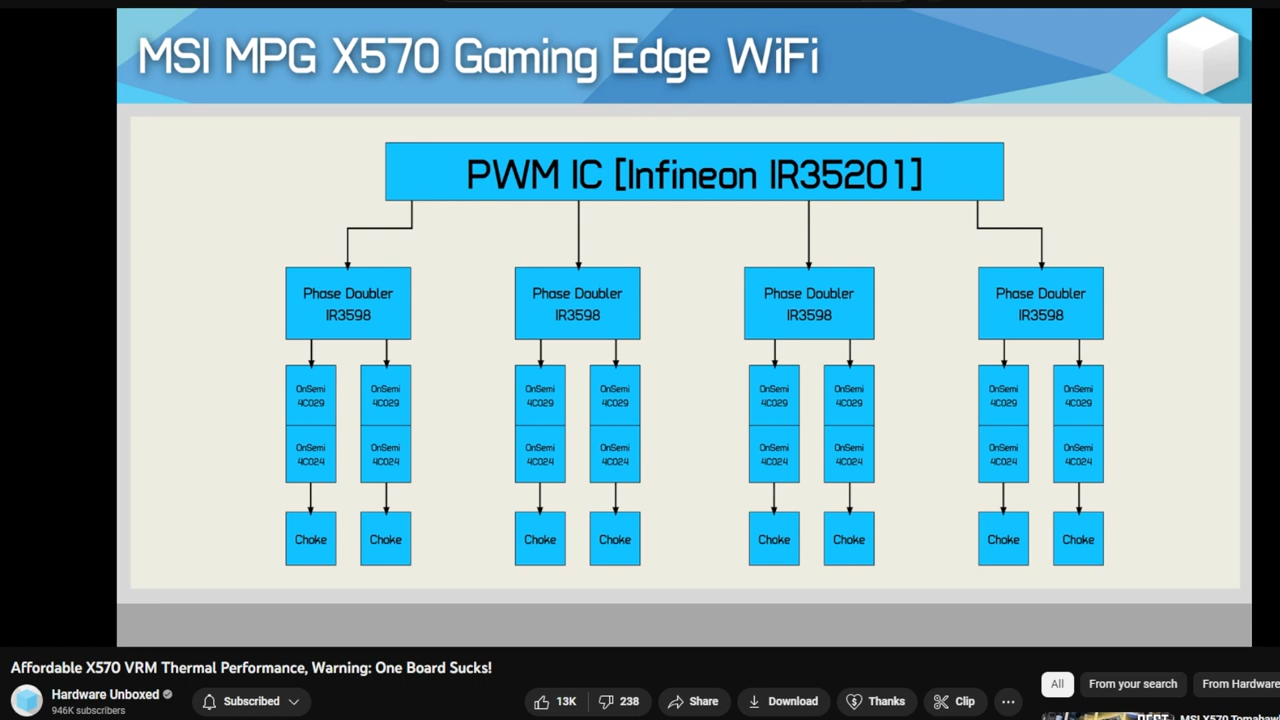 MSI MPG X570 Gaming Edge WiFi
PWM IC [Infineon IR35201]
Phase Doubler
IR3598
Phase Doubler
IR3598
Phase Doubler
IR3598
Phase Doubler
IR3598
OnSemi
4C029
OnSemi
4C029
OnSemi
4C029
OnSemi
4C029
OnSemi
4C029
OnSemi
4C029
OnSemi
4C029
OnSemi
4C029
OnSemi
4C024
OnSemi
4C024
OnSemi
4C024
OnSemi
4C024
OnSemi
4C024
OnSemi
4C024
OnSemi
4C024
OnSemi
4C024
Choke
Choke
Choke
Choke
Choke
Choke
Choke
Choke
Affordable X570 VRM Thermal Performance, Warning: One Board Sucks!
Hardware Unboxed
946K subscribers
Subscribed
13K
238
Share
Download
Thanks
Clip
All
From your search
From Hardware
MSI X570 Tomahawk